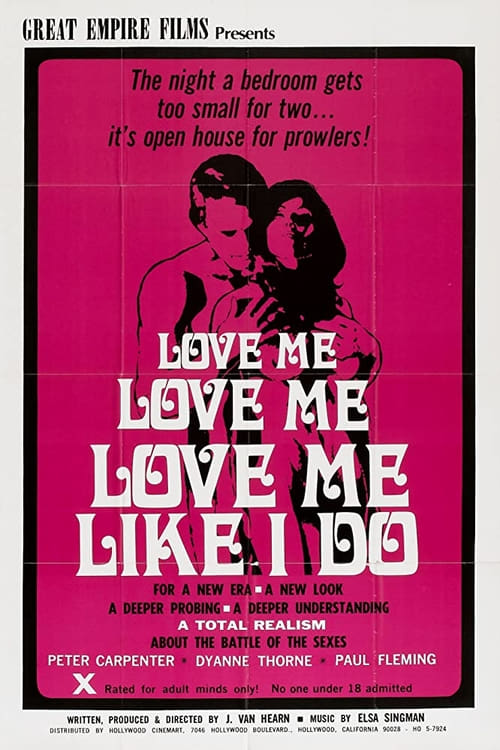 GREAT EMPIRE FILMS Presents
The night a bedroom gets
too small for two...
it's open house for prowlers!
LOVE ME
LOVE ME
LOVE ME
LIKE I DO
FOR A NEW ERA ▪ A NEW LOOK
A DEEPER PROBING ▪ A DEEPER UNDERSTANDING
A TOTAL REALISM
ABOUT THE BATTLE OF THE SEXES
PETER CARPENTER • DYANNE THORNE • PAUL FLEMING
X Rated for adult minds only! No one under 18 admitted
WRITTEN, PRODUCED & DIRECTED BY J. VAN HEARN ▪ MUSIC BY ELSA SINGMAN
DISTRIBUTED BY HOLLYWOOD CINEMART, 7046 HOLLYWOOD BOULEVARD., HOLLYWOOD, CALIFORNIA 90028 - HO 5-7924